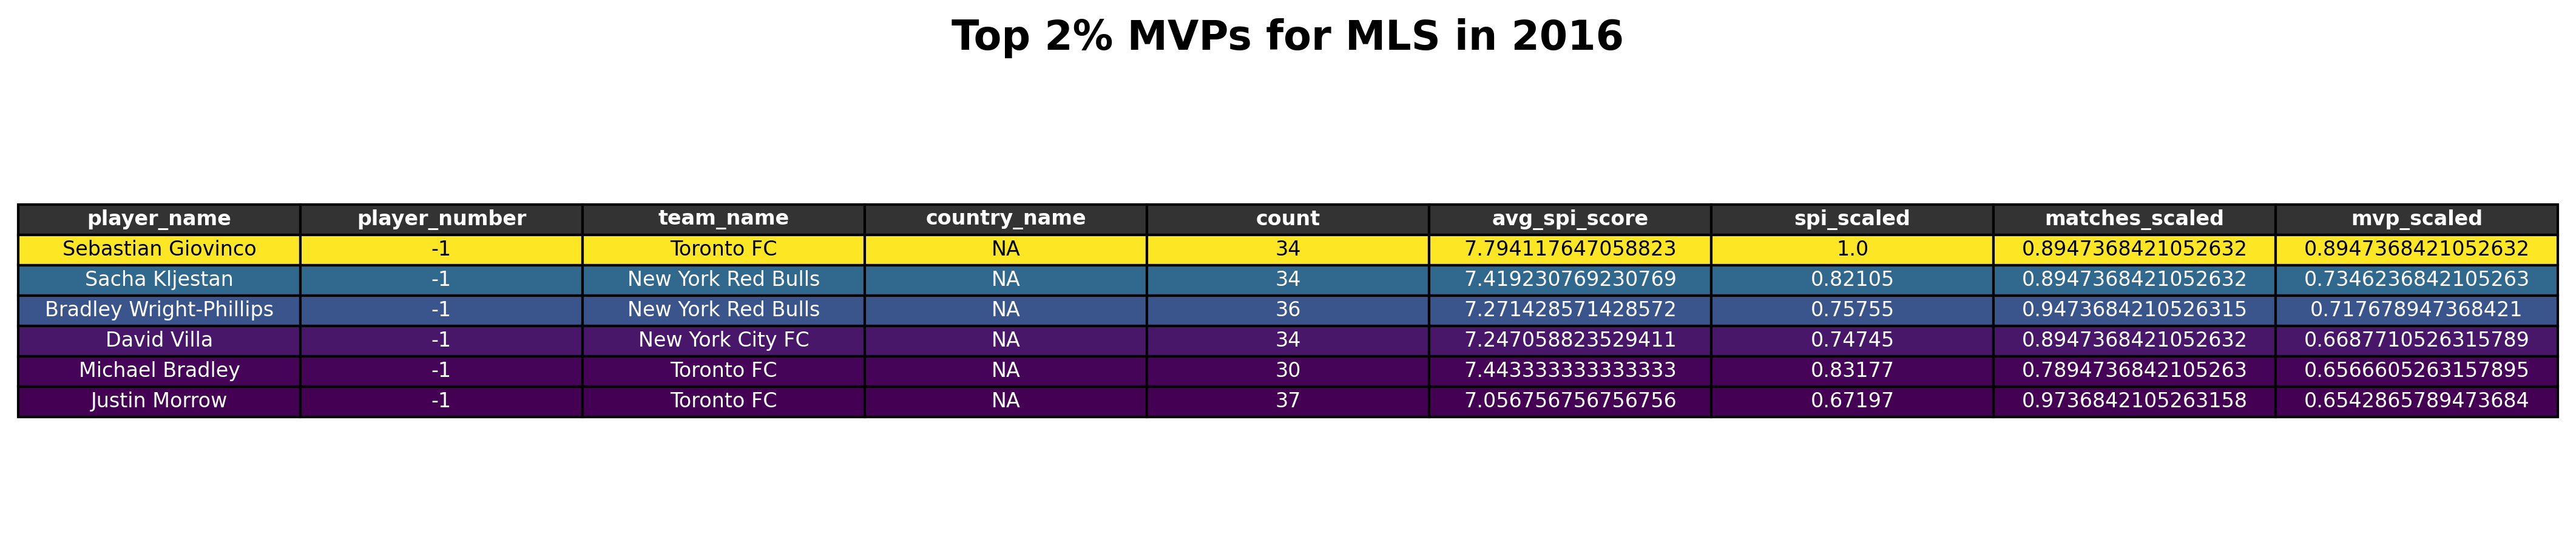 Top 2% MVPs for MLS in 2016
player_name player_number team_name country_name count avg_spi_score spi_scaled matches_scaled mvp_scaled
Sebastian Giovinco -1 Toronto FC NA 34 7.794117647058823 1.0 0.8947368421052632 0.8947368421052632
Sacha Kljestan -1 New York Red Bulls NA 34 7.419230769230769 0.82105 0.8947368421052632 0.7346236842105263
Bradley Wright-Phillips -1 New York Red Bulls NA 36 7.271428571428572 0.75755 0.9473684210526315 0.717678947368421
David Villa -1 New York City FC NA 34 7.247058823529411 0.74745 0.8947368421052632 0.6687710526315789
Michael Bradley -1 Toronto FC NA 30 7.443333333333333 0.83177 0.7894736842105263 0.6566605263157895
Justin Morrow -1 Toronto FC NA 37 7.056756756756756 0.67197 0.9736842105263158 0.6542865789473684